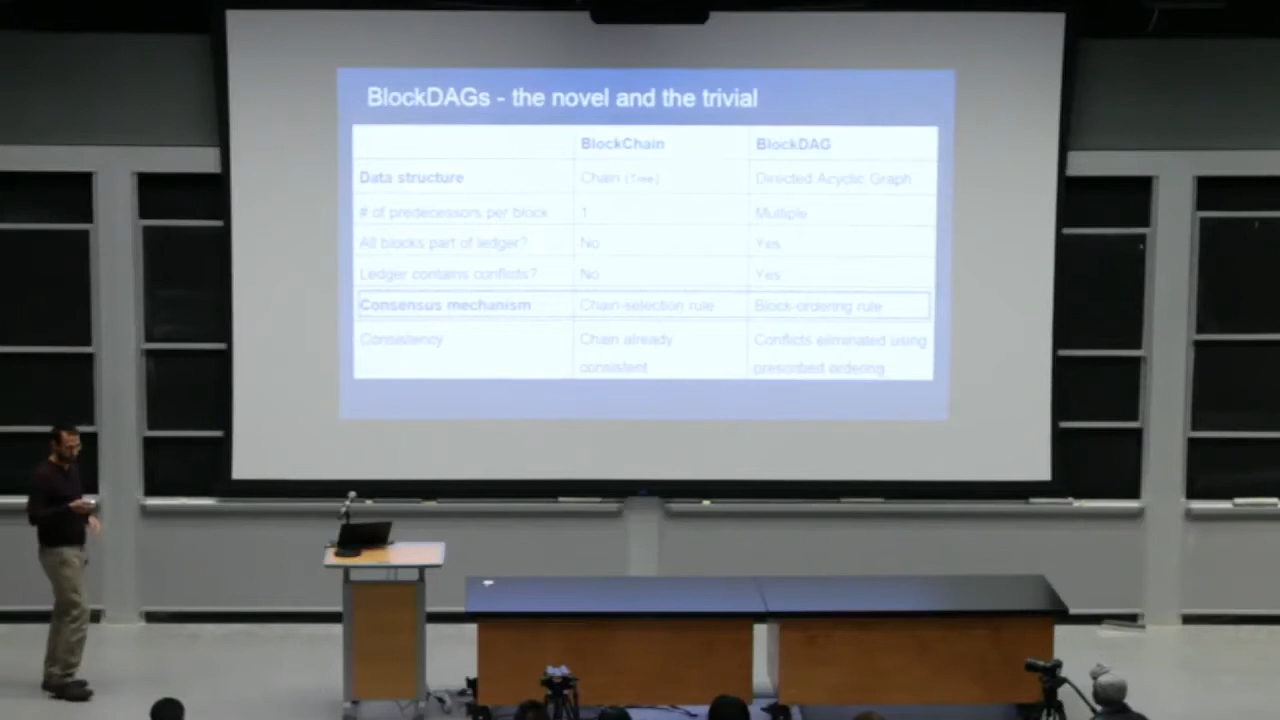 BlockDAGs - the novel and the trivial
BlockChain BlockDAG
Data structure Chain (Tree) Directed Acyclic Graph
# of predecessors per block 1 Multiple
All blocks part of ledger? No Yes
Ledger contains conflicts? No Yes
Consensus mechanism Chain-selection rule Block-ordering rule
Consistency Chain already Conflicts eliminated using
consistent prescribed ordering